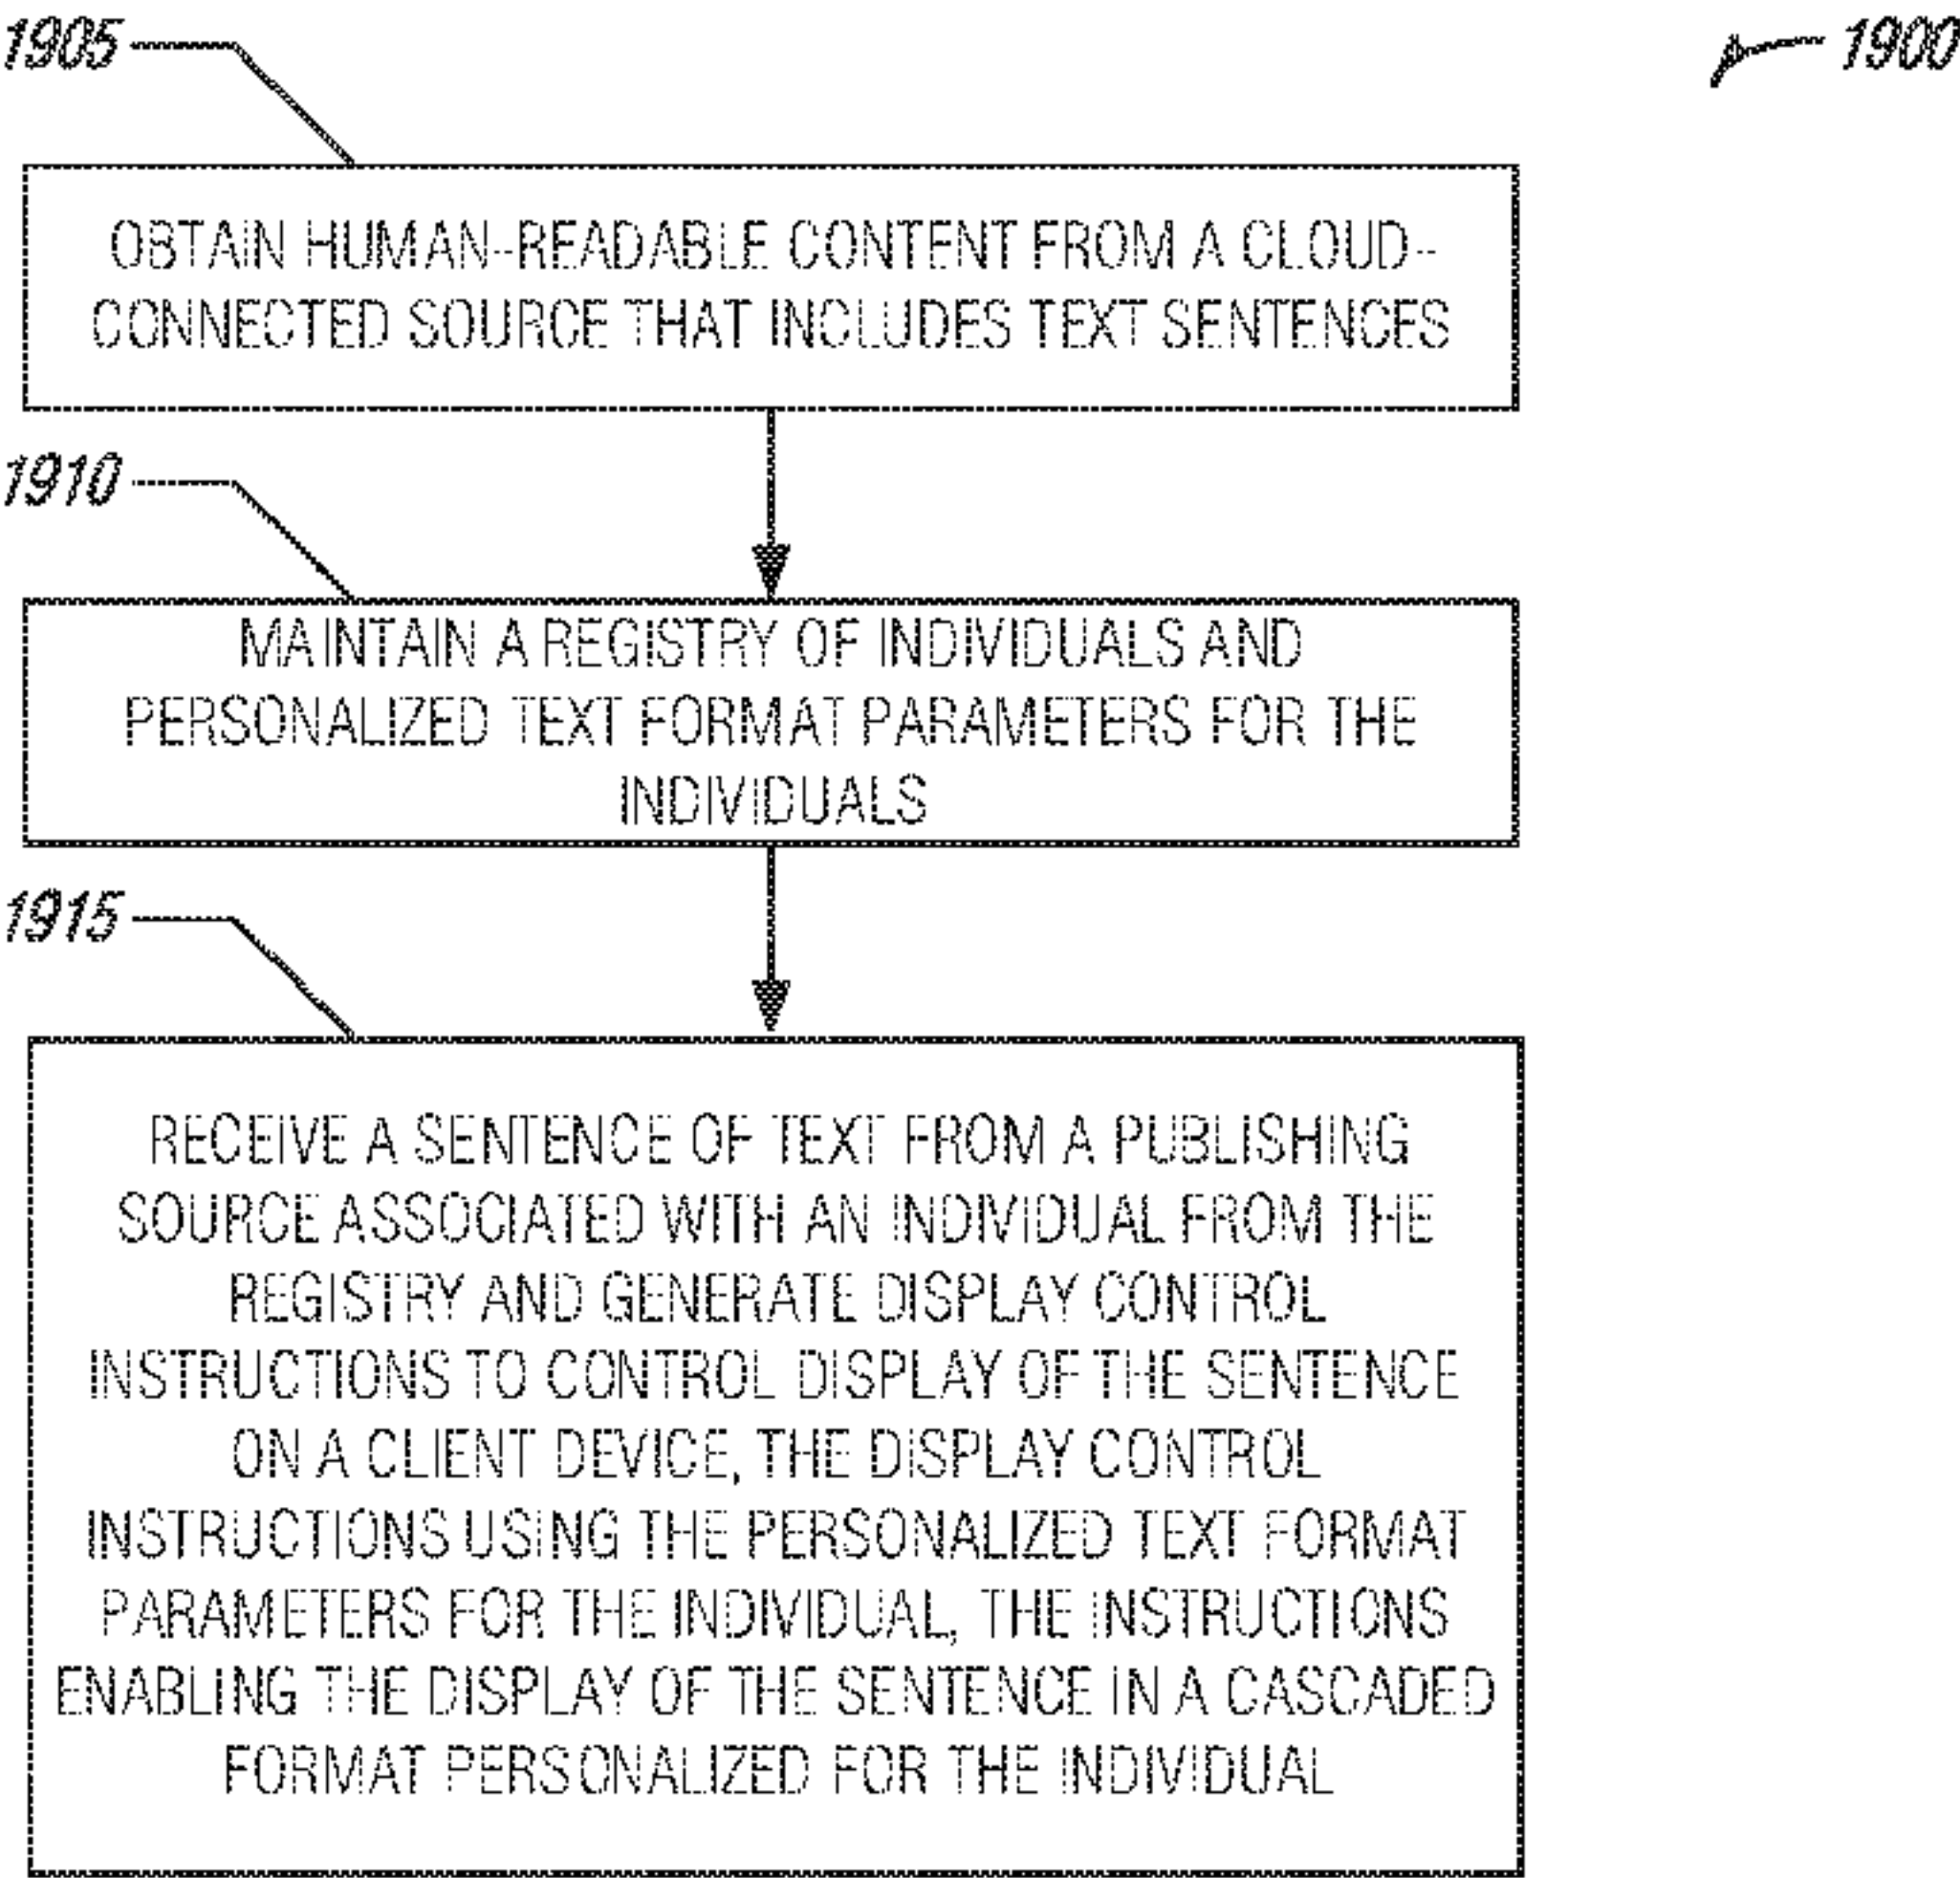 1905
1900
OBTAIN HUMAN-READABLE CONTENT FROM A CLOUD-
CONNECTED SOURCE THAT INCLUDES TEXT SENTENCES
1910
MAINTAIN A REGISTRY OF INDIVIDUALS AND
PERSONALIZED TEXT FORMAT PARAMETERS FOR THE
INDIVIDUALS
1915
RECEIVE A SENTENCE OF TEXT FROM A PUBLISHING
SOURCE ASSOCIATED WITH AN INDIVIDUAL FROM THE
REGISTRY AND GENERATE DISPLAY CONTROL
INSTRUCTIONS TO CONTROL DISPLAY OF THE SENTENCE
ON A CLIENT DEVICE, THE DISPLAY CONTROL
INSTRUCTIONS USING THE PERSONALIZED TEXT FORMAT
PARAMETERS FOR THE INDIVIDUAL, THE INSTRUCTIONS
ENABLING THE DISPLAY OF THE SENTENCE IN A CASCADED
FORMAT PERSONALIZED FOR THE INDIVIDUAL